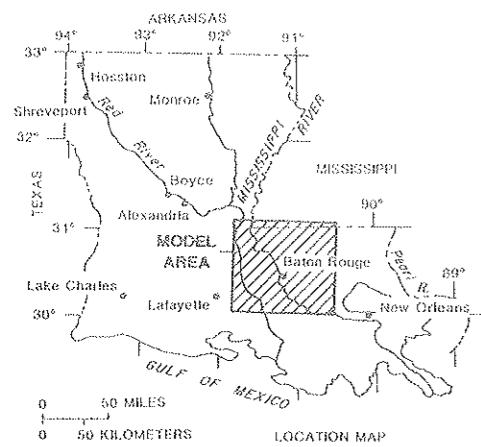 ARKANSAS
94° 93° 92° 91°
33°
Hosston
Shreveport
Monroe
Red
River
32°
MISSISSIPPI
RIVER
MISSISSIPPI
TEXAS
Boyce
Alexandria
90°
31°
MODEL
AREA
Baton Rouge
Pearl
R.
89°
Lake Charles
Lafayette
New Orleans
30°
GULF OF MEXICO
0 50 MILES
0 50 KILOMETERS
LOCATION MAP